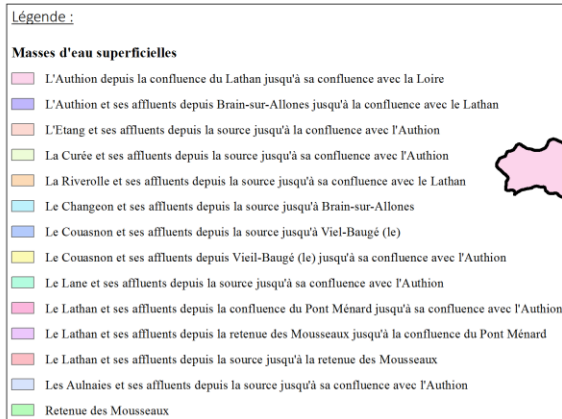 Légende :
Masses d'eau superficielles
L'Authion depuis la confluence du Lathan jusqu'à sa confluence avec la Loire
L'Authion et ses affluents depuis Brain-sur-Allones jusqu'à la confluence avec le Lathan
L'Etang et ses affluents depuis la source jusqu'à la confluence avec l'Authion
La Curée et ses affluents depuis la source jusqu'à sa confluence avec l'Authion
La Riverolle et ses affluents depuis la source jusqu'à sa confluence avec le Lathan
Le Changeon et ses affluents depuis la source jusqu'à Brain-sur-Allones
Le Couasnon et ses affluents depuis la source jusqu'à Viel-Baugé (le)
Le Couasnon et ses affluents depuis Vieil-Baugé (le) jusqu'à sa confluence avec l'Authion
Le Lane et ses affluents depuis la source jusqu'à sa confluence avec l'Authion
Le Lathan et ses affluents depuis la confluence du Pont Ménard jusqu'à sa confluence avec l'Authion
Le Lathan et ses affluents depuis la retenue des Mousseaux jusqu'à la confluence du Pont Ménard
Le Lathan et ses affluents depuis la source jusqu'à la retenue des Mousseaux
Les Aulnaies et ses affluents depuis la source jusqu'à sa confluence avec l'Authion
Retenue des Mousseaux